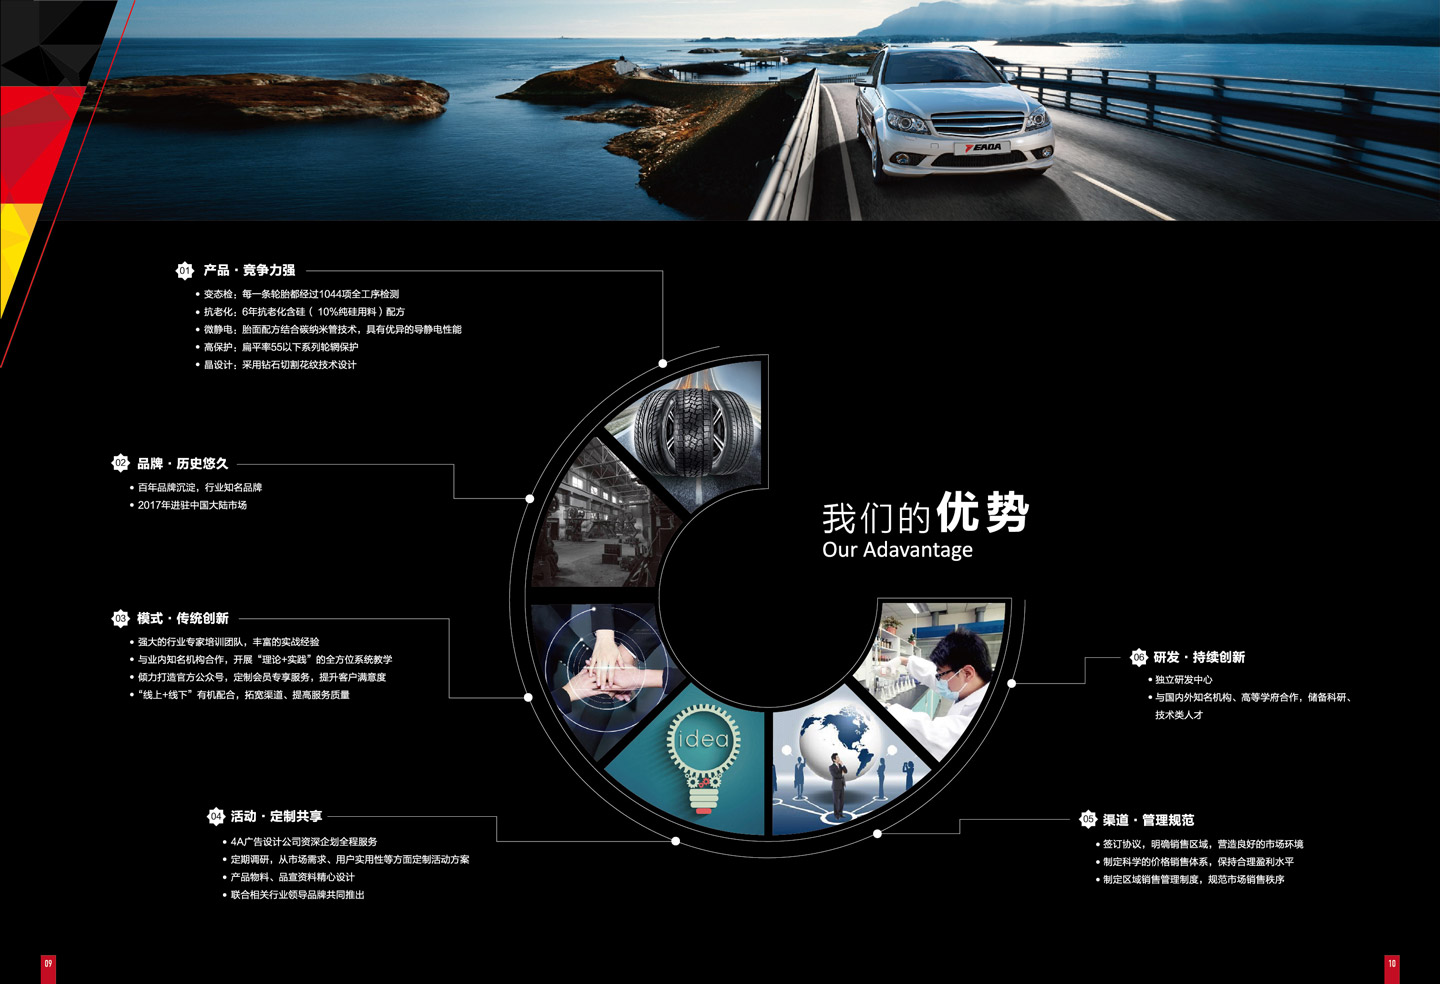 EAQA
01 产品·竞争力强
• 变态检：每一条轮胎都经过1044项全工序检测
• 抗老化：6年抗老化含硅（ 10%纯硅用料）配方
• 微静电：胎面配方结合碳纳米管技术，具有优异的导静电性能
• 高保护：扁平率55以下系列轮辋保护
• 晶设计：采用钻石切割花纹技术设计
02 品牌·历史悠久
• 百年品牌沉淀，行业知名品牌
• 2017年进驻中国大陆市场
03 模式·传统创新
• 强大的行业专家培训团队，丰富的实战经验
• 与业内知名机构合作，开展“理论+实践”的全方位系统教学
• 倾力打造官方公众号，定制会员专享服务，提升客户满意度
• “线上+线下”有机配合，拓宽渠道、提高服务质量
04 活动·定制共享
• 4A广告设计公司资深企划全程服务
• 定期调研，从市场需求、用户实用性等方面定制活动方案
• 产品物料、品宣资料精心设计
• 联合相关行业领导品牌共同推出
idea
我们的优势
Our Adavantage
06 研发·持续创新
• 独立研发中心
• 与国内外知名机构、高等学府合作，储备科研、
技术类人才
05 渠道·管理规范
• 签订协议，明确销售区域，营造良好的市场环境
• 制定科学的价格销售体系，保持合理盈利水平
• 制定区域销售管理制度，规范市场销售秩序
09
10